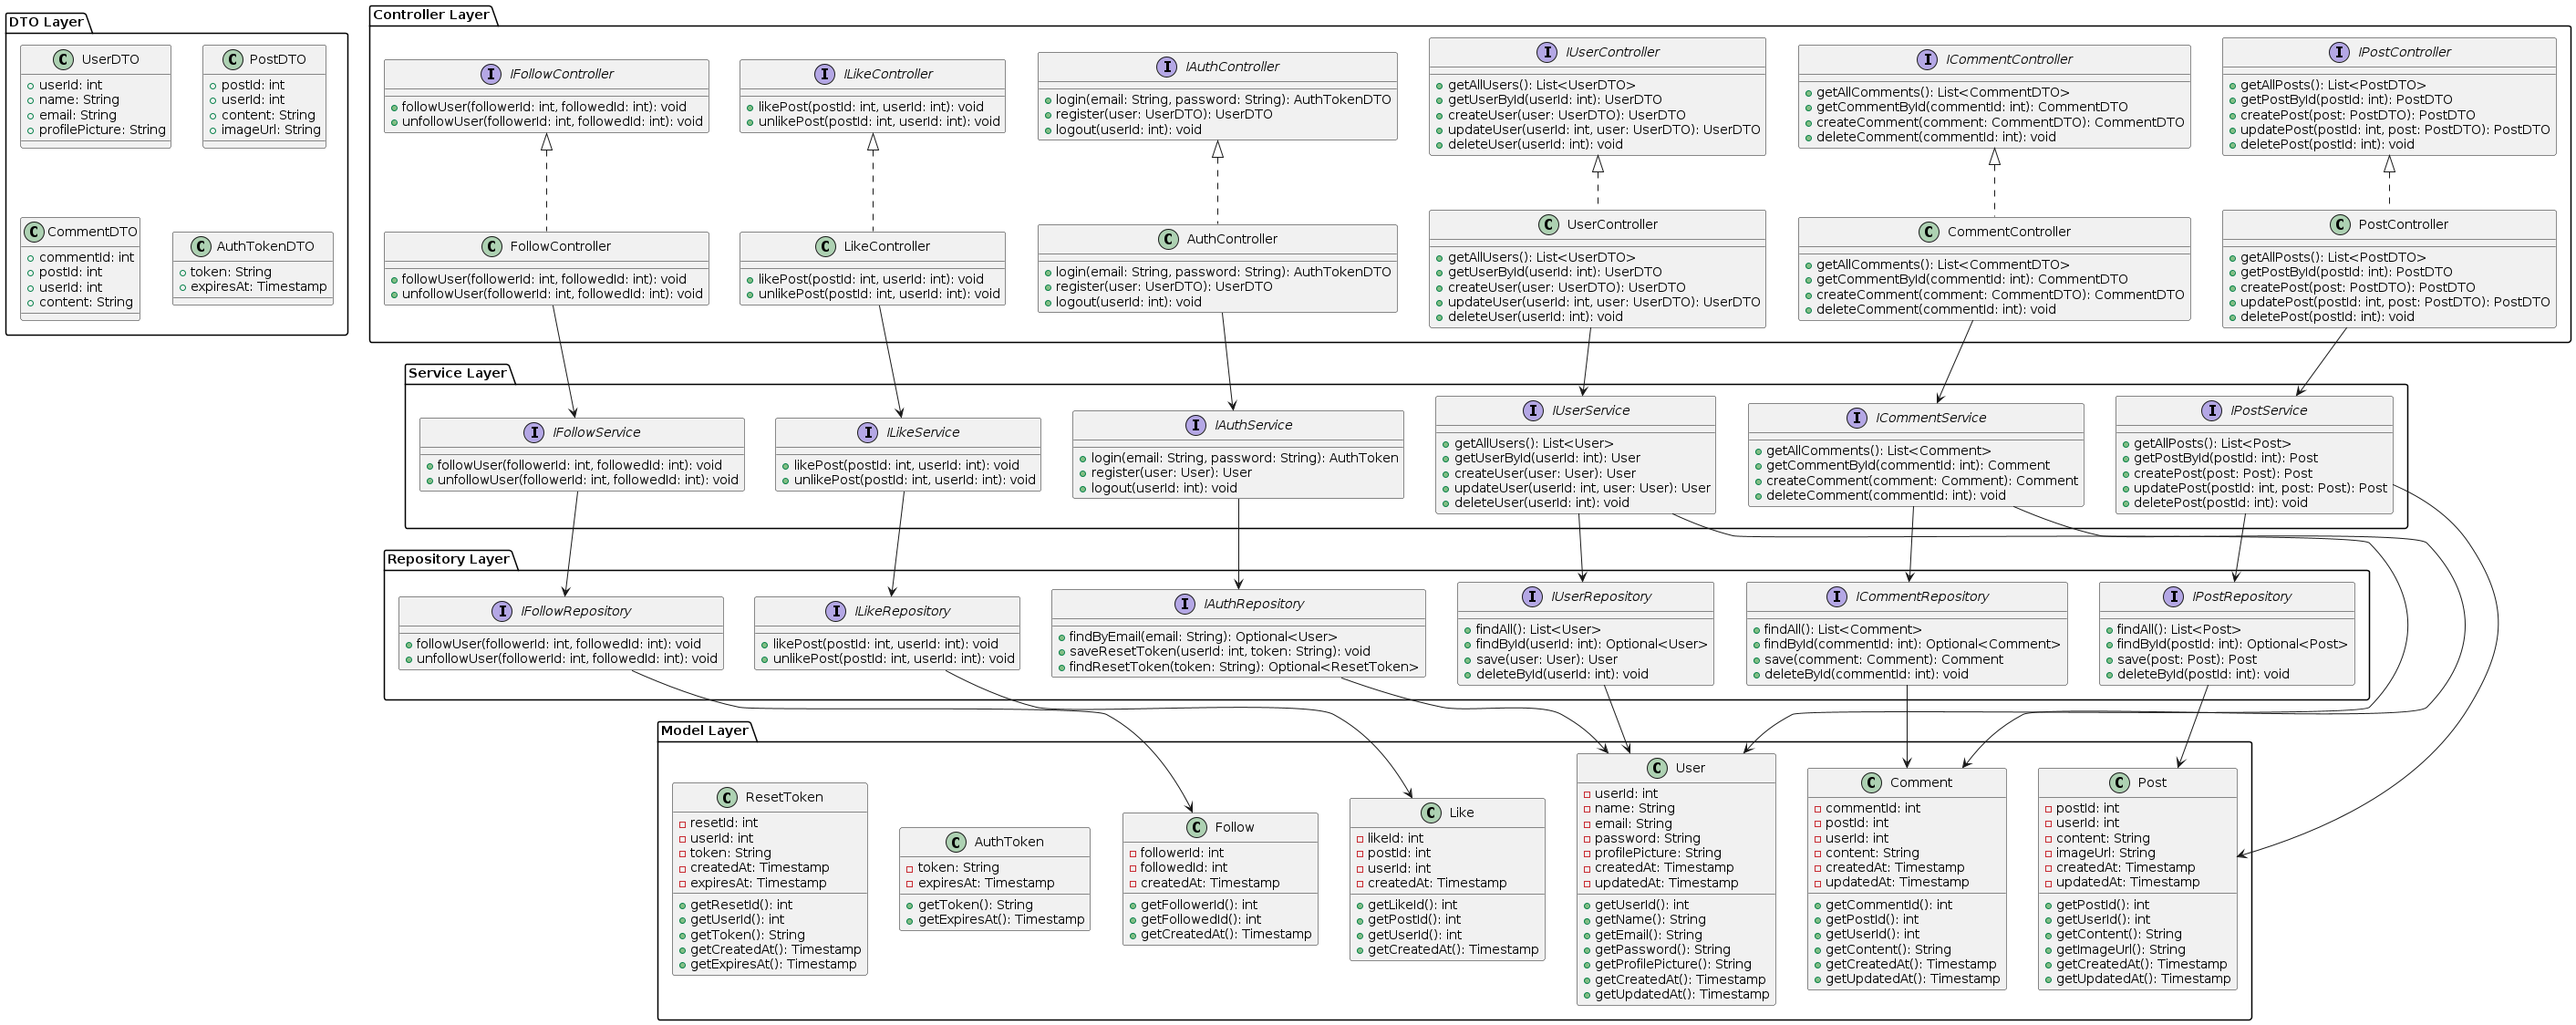 DTO Layer
UserDTO
userId: int
name: String
email: String
profilePicture: String
PostDTO
postId: int
userId: int
content: String
imageUrl: String
CommentDTO
commentId: int
postId: int
userId: int
content: String
AuthTokenDTO
token: String
expiresAt: Timestamp
Controller Layer
IFollowController
followUser(followerId: int, followedId: int): void
unfollowUser(followerId: int, followedId: int): void
ILikeController
likePost(postId: int, userId: int): void
unlikePost(postId: int, userId: int): void
IAuthController
login(email: String, password: String): AuthTokenDTO
register(user: UserDTO): UserDTO
logout(userId: int): void
IUserController
getAllUsers(): List<UserDTO>
getUserById(userId: int): UserDTO
createUser(user: UserDTO): UserDTO
updateUser(userId: int, user: UserDTO): UserDTO
deleteUser(userId: int): void
ICommentController
getAllComments(): List<CommentDTO>
getCommentById(commentId: int): CommentDTO
createComment(comment: CommentDTO): CommentDTO
deleteComment(commentId: int): void
IPostController
getAllPosts(): List<PostDTO>
getPostById(postId: int): PostDTO
createPost(post: PostDTO): PostDTO
updatePost(postId: int, post: PostDTO): PostDTO
deletePost(postId: int): void
FollowController
followUser(followerId: int, followedId: int): void
unfollowUser(followerId: int, followedId: int): void
LikeController
likePost(postId: int, userId: int): void
unlikePost(postId: int, userId: int): void
AuthController
login(email: String, password: String): AuthTokenDTO
register(user: UserDTO): UserDTO
logout(userId: int): void
UserController
getAllUsers(): List<UserDTO>
getUserById(userId: int): UserDTO
createUser(user: UserDTO): UserDTO
updateUser(userId: int, user: UserDTO): UserDTO
deleteUser(userId: int): void
CommentController
getAllComments(): List<CommentDTO>
getCommentById(commentId: int): CommentDTO
createComment(comment: CommentDTO): CommentDTO
deleteComment(commentId: int): void
PostController
getAllPosts(): List<PostDTO>
getPostById(postId: int): PostDTO
createPost(post: PostDTO): PostDTO
updatePost(postId: int, post: PostDTO): PostDTO
deletePost(postId: int): void
Service Layer
IFollowService
followUser(followerId: int, followedId: int): void
unfollowUser(followerId: int, followedId: int): void
ILikeService
likePost(postId: int, userId: int): void
unlikePost(postId: int, userId: int): void
IAuthService
login(email: String, password: String): AuthToken
register(user: User): User
logout(userId: int): void
IUserService
getAllUsers(): List<User>
getUserById(userId: int): User
createUser(user: User): User
updateUser(userId: int, user: User): User
deleteUser(userId: int): void
ICommentService
getAllComments(): List<Comment>
getCommentById(commentId: int): Comment
createComment(comment: Comment): Comment
deleteComment(commentId: int): void
IPostService
getAllPosts(): List<Post>
getPostById(postId: int): Post
createPost(post: Post): Post
updatePost(postId: int, post: Post): Post
deletePost(postId: int): void
Repository Layer
IFollowRepository
followUser(followerId: int, followedId: int): void
unfollowUser(followerId: int, followedId: int): void
ILikeRepository
likePost(postId: int, userId: int): void
unlikePost(postId: int, userId: int): void
IAuthRepository
findByEmail(email: String): Optional<User>
saveResetToken(userId: int, token: String): void
findResetToken(token: String): Optional<ResetToken>
IUserRepository
findAll(): List<User>
findById(userId: int): Optional<User>
save(user: User): User
deleteById(userId: int): void
ICommentRepository
findAll(): List<Comment>
findById(commentId: int): Optional<Comment>
save(comment: Comment): Comment
deleteById(commentId: int): void
IPostRepository
findAll(): List<Post>
findById(postId: int): Optional<Post>
save(post: Post): Post
deleteById(postId: int): void
Model Layer
ResetToken
resetId: int
userId: int
token: String
createdAt: Timestamp
expiresAt: Timestamp
getResetId(): int
getUserId(): int
getToken(): String
getCreatedAt(): Timestamp
getExpiresAt(): Timestamp
AuthToken
token: String
expiresAt: Timestamp
getToken(): String
getExpiresAt(): Timestamp
Follow
followerId: int
followedId: int
createdAt: Timestamp
getFollowerId(): int
getFollowedId(): int
getCreatedAt(): Timestamp
Like
likeId: int
postId: int
userId: int
createdAt: Timestamp
getLikeId(): int
getPostId(): int
getUserId(): int
getCreatedAt(): Timestamp
User
userId: int
name: String
email: String
password: String
profilePicture: String
createdAt: Timestamp
updatedAt: Timestamp
getUserId(): int
getName(): String
getEmail(): String
getPassword(): String
getProfilePicture(): String
getCreatedAt(): Timestamp
getUpdatedAt(): Timestamp
Comment
commentId: int
postId: int
userId: int
content: String
createdAt: Timestamp
updatedAt: Timestamp
getCommentId(): int
getPostId(): int
getUserId(): int
getContent(): String
getCreatedAt(): Timestamp
getUpdatedAt(): Timestamp
Post
postId: int
userId: int
content: String
imageUrl: String
createdAt: Timestamp
updatedAt: Timestamp
getPostId(): int
getUserId(): int
getContent(): String
getImageUrl(): String
getCreatedAt(): Timestamp
getUpdatedAt(): Timestamp